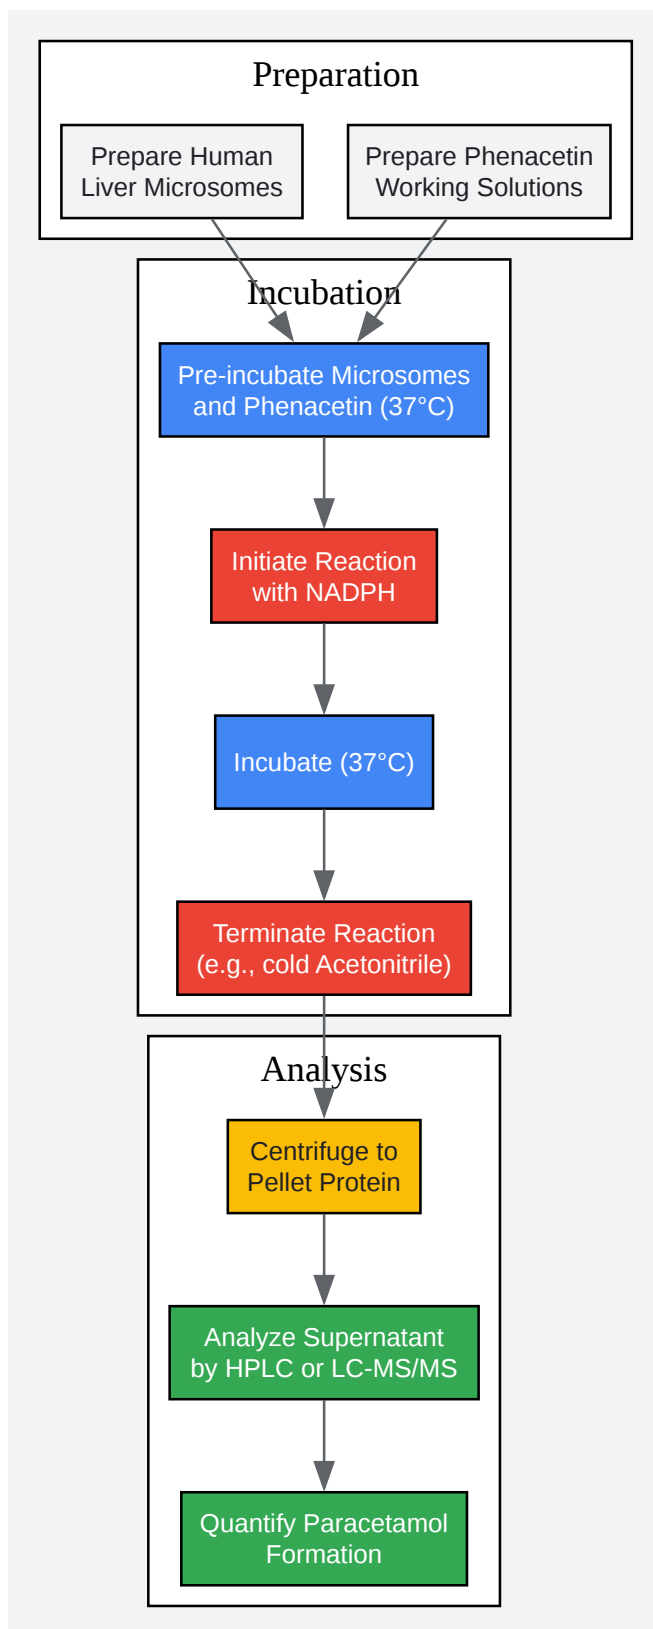 Preparation
Prepare Human
Liver Microsomes
Prepare Phenacetin
Working Solutions
Incubation
Pre-incubate Microsomes
and Phenacetin (37°C)
Initiate Reaction
with NADPH
Incubate (37°C)
Terminate Reaction
(e.g., cold Acetonitrile)
Analysis
Centrifuge to
Pellet Protein
Analyze Supernatant
by HPLC or LC-MS/MS
Quantify Paracetamol
Formation